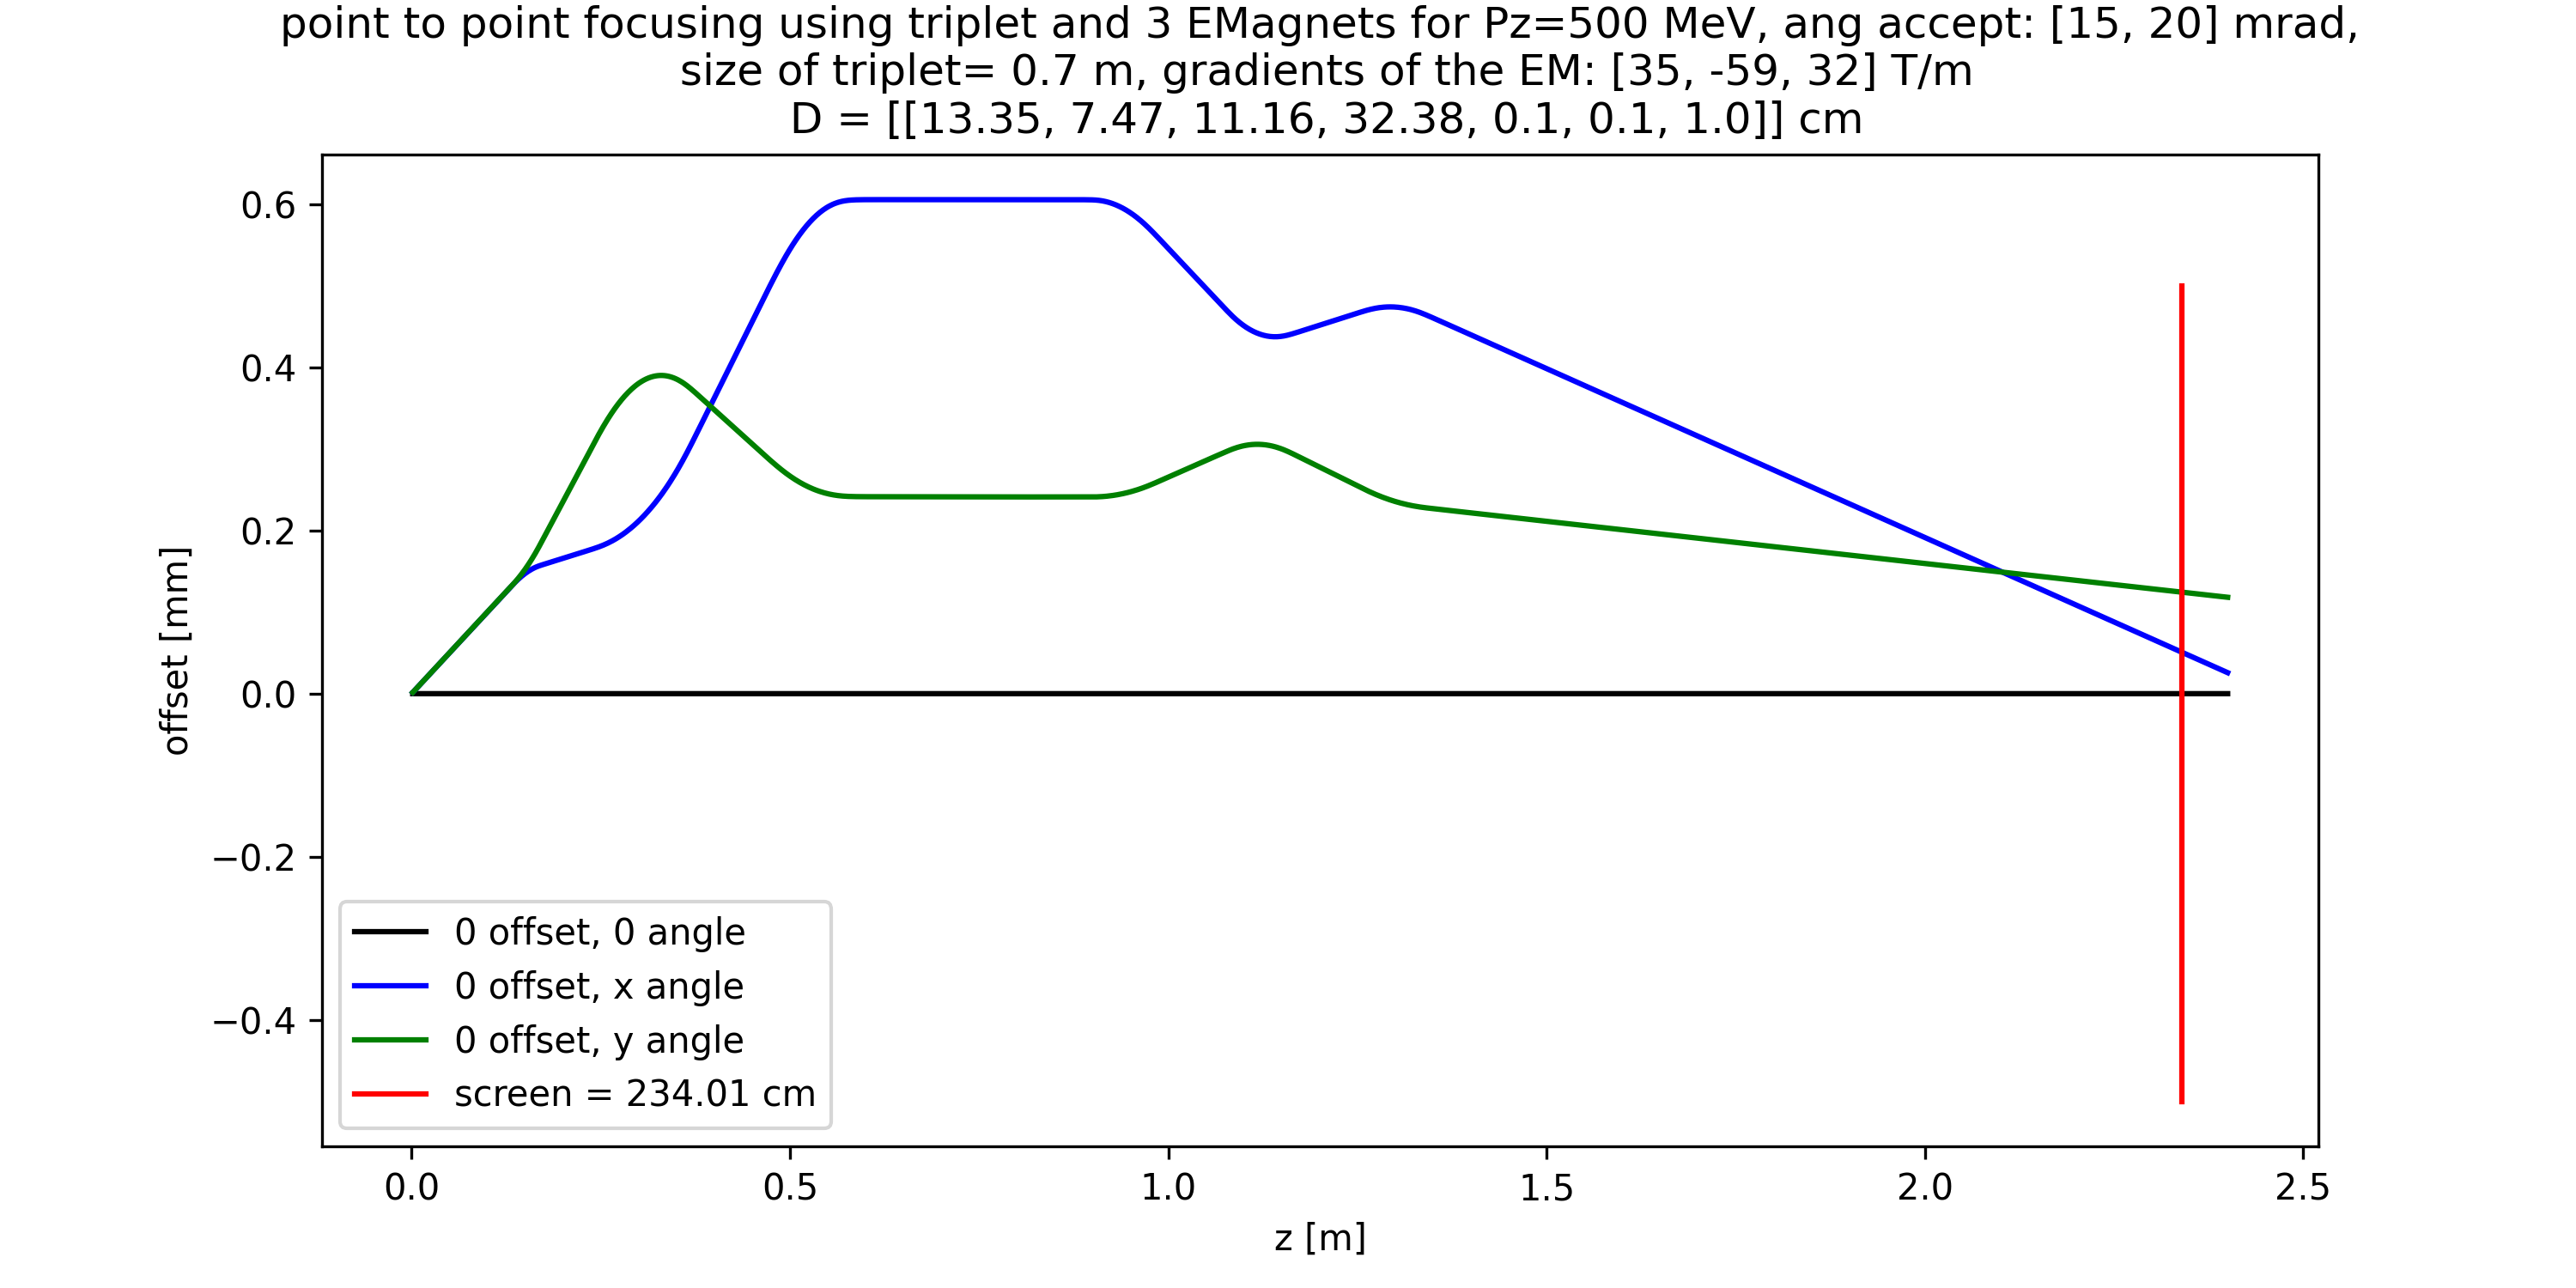 point to point focusing using triplet and 3 EMagnets for Pz=500 MeV, ang accept: [15, 20] mrad,
size of triplet= 0.7 m, gradients of the EM: [35, -59, 32] T/m
D = [[13.35, 7.47, 11.16, 32.38, 0.1, 0.1, 1.0]] cm
offset [mm]
0.6
0.4
0.2
0.0
−0.2
−0.4
0 offset, 0 angle
0 offset, x angle
0 offset, y angle
screen = 234.01 cm
0.0 0.5 1.0 1.5 2.0 2.5
z [m]